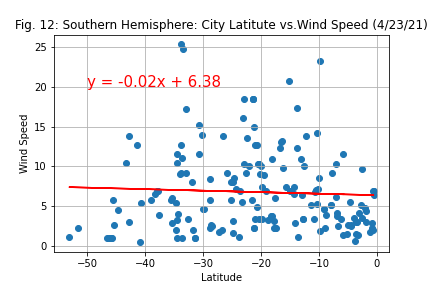 Fig. 12: Southern Hemisphere: City Latitute vs.Wind Speed (4/23/21)
25
y = -0.02x + 6.38
20
15
Wind Speed
10
5
0
−50 −40 −30 −20 −10 0
Latitude